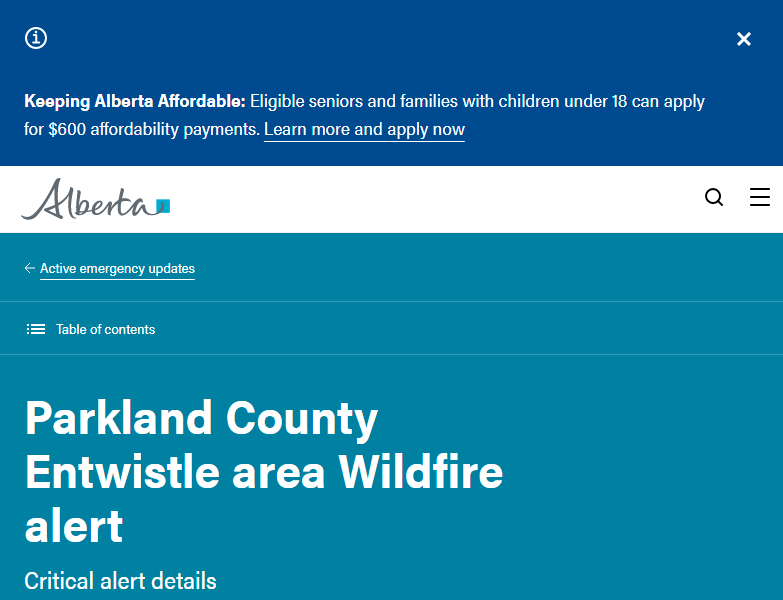 Keeping Alberta Affordable: Eligible seniors and families with children under 18 can apply
for $600 affordability payments. Learn more and apply now
Alberta
Active emergency updates
Table of contents
Parkland County
Entwistle area Wildfire
alert
Critical alert details